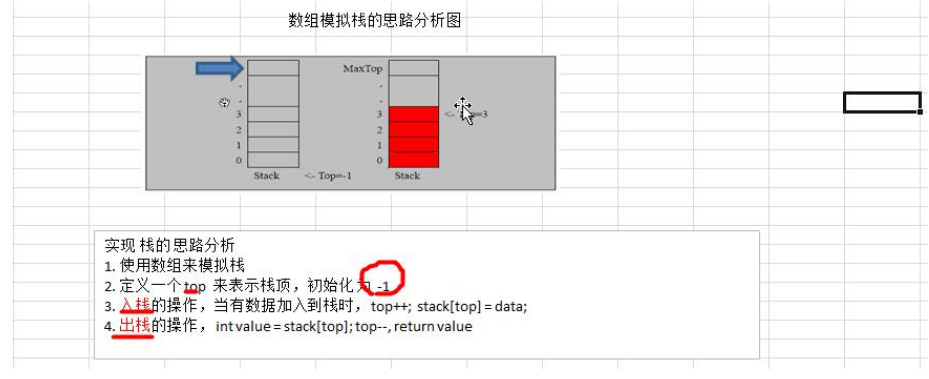 数组模拟栈的思路分析图
MaxTop
.
.
.
.
3
3
<- =3
2
2
1
1
0
0
Stack
<- Top=-1
Stack
实现 栈的思路分析
1. 使用数组来模拟栈
2. 定义一个 top 来表示栈顶，初始化为 -1
3. 入栈的操作，当有数据加入到栈时，top++; stack[top] = data;
4. 出栈的操作，int value = stack[top]; top--, return value